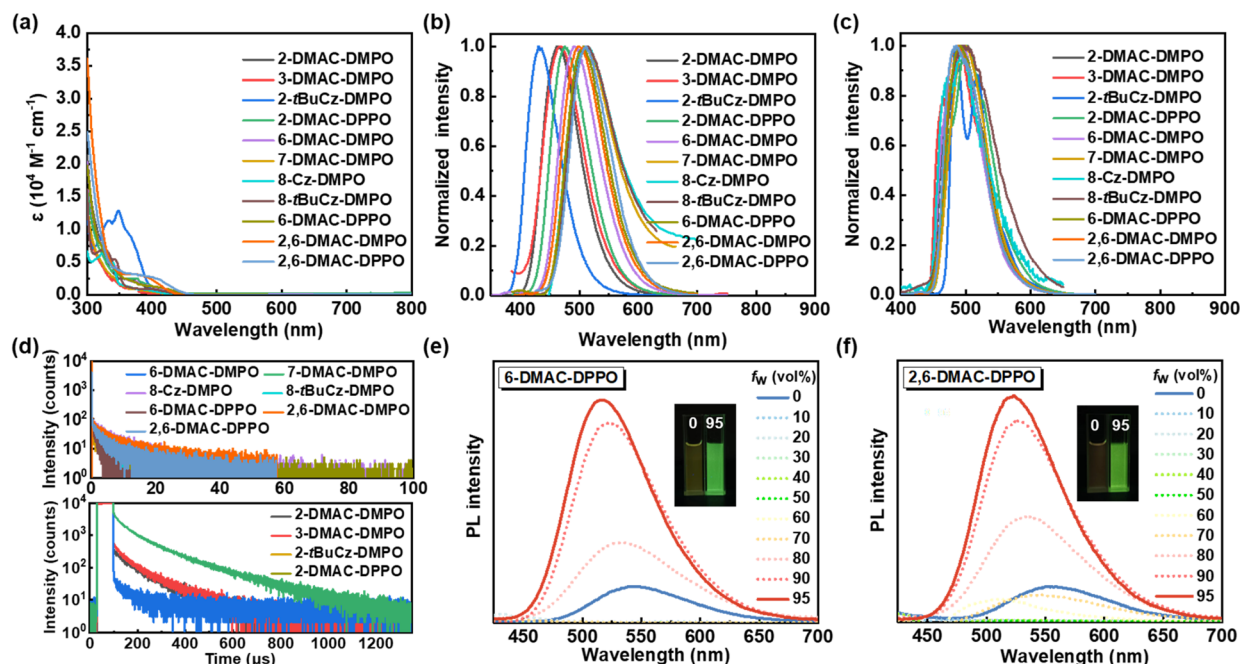 (a)
4.0
3.5
3.0
2.5
2.0
1.5
1.0
0.5
0.0
ε (10⁴ M⁻¹ cm⁻¹)
300 400 500 600 700 800
Wavelength (nm)
2-DMAC-DMPO
3-DMAC-DMPO
2-tBuCz-DMPO
2-DMAC-DPPO
6-DMAC-DMPO
7-DMAC-DMPO
8-Cz-DMPO
8-tBuCz-DMPO
6-DMAC-DPPO
2,6-DMAC-DMPO
2,6-DMAC-DPPO
(b)
1.0
0.8
0.6
0.4
0.2
0.0
Normalized intensity
400 500 600 700 800 900
Wavelength (nm)
2-DMAC-DMPO
3-DMAC-DMPO
2-tBuCz-DMPO
2-DMAC-DPPO
6-DMAC-DMPO
7-DMAC-DMPO
8-Cz-DMPO
8-tBuCz-DMPO
6-DMAC-DPPO
2,6-DMAC-DMPO
2,6-DMAC-DPPO
(c)
1.0
0.8
0.6
0.4
0.2
0.0
Normalized intensity
400 500 600 700 800 900
Wavelength (nm)
2-DMAC-DMPO
3-DMAC-DMPO
2-tBuCz-DMPO
2-DMAC-DPPO
6-DMAC-DMPO
7-DMAC-DMPO
8-Cz-DMPO
8-tBuCz-DMPO
6-DMAC-DPPO
2,6-DMAC-DMPO
2,6-DMAC-DPPO
(d)
10⁴
10³
10²
10¹
10⁰
Intensity (counts)
6-DMAC-DMPO 7-DMAC-DMPO
8-Cz-DMPO 8-tBuCz-DMPO
6-DMAC-DPPO 2,6-DMAC-DMPO
2,6-DMAC-DPPO
0 20 40 60 80 100
10⁴
10³
10²
10¹
10⁰
Intensity (counts)
2-DMAC-DMPO
3-DMAC-DMPO
2-tBuCz-DMPO
2-DMAC-DPPO
0 200 400 600 800 1000 1200
Time (us)
(e)
6-DMAC-DPPO
PL intensity
0 95
fW (vol%)
0
10
20
30
40
50
60
70
80
90
95
450 500 550 600 650 700
Wavelength (nm)
(f)
2,6-DMAC-DPPO
PL intensity
0 95
fW (vol%)
0
10
20
30
40
50
60
70
80
90
95
450 500 550 600 650 700
Wavelength (nm)